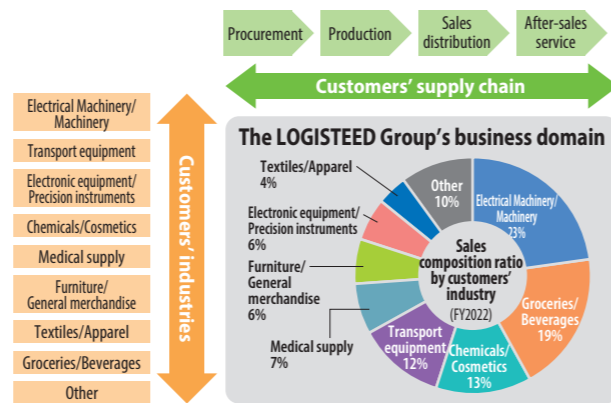 Procurement
Production
Sales
distribution
After-sales
service
Customers' supply chain
Electrical Machinery/
Machinery
Transport equipment
Electronic equipment/
Precision instruments
Chemicals/Cosmetics
Medical supply
Furniture/
General merchandise
Textiles/Apparel
Groceries/Beverages
Other
Customers' industries
The LOGISTEED Group's business domain
Textiles/Apparel
4%
Electronic equipment/
Precision instruments
6%
Furniture/
General merchandise
6%
Medical supply
7%
Transport
equipment
12%
Chemicals/
Cosmetics
13%
Groceries/
Beverages
19%
Electrical Machinery/
Machinery
23%
Other
10%
Sales
composition ratio
by customers'
industry
(FY2022)